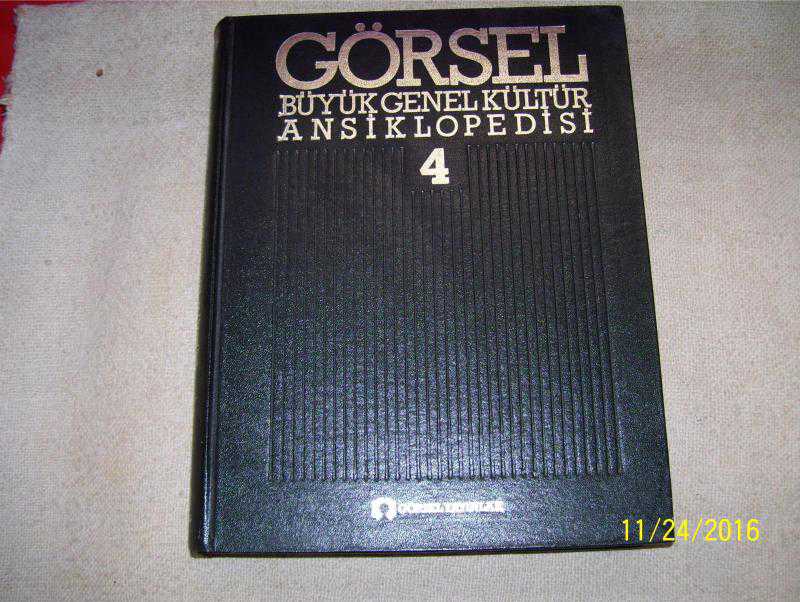 GÖRSEL
BÜYÜK GENEL KÜLTÜR
ANSİKLOPEDİSİ
4
GÖRSEL YAYINLAR
11/24/2016